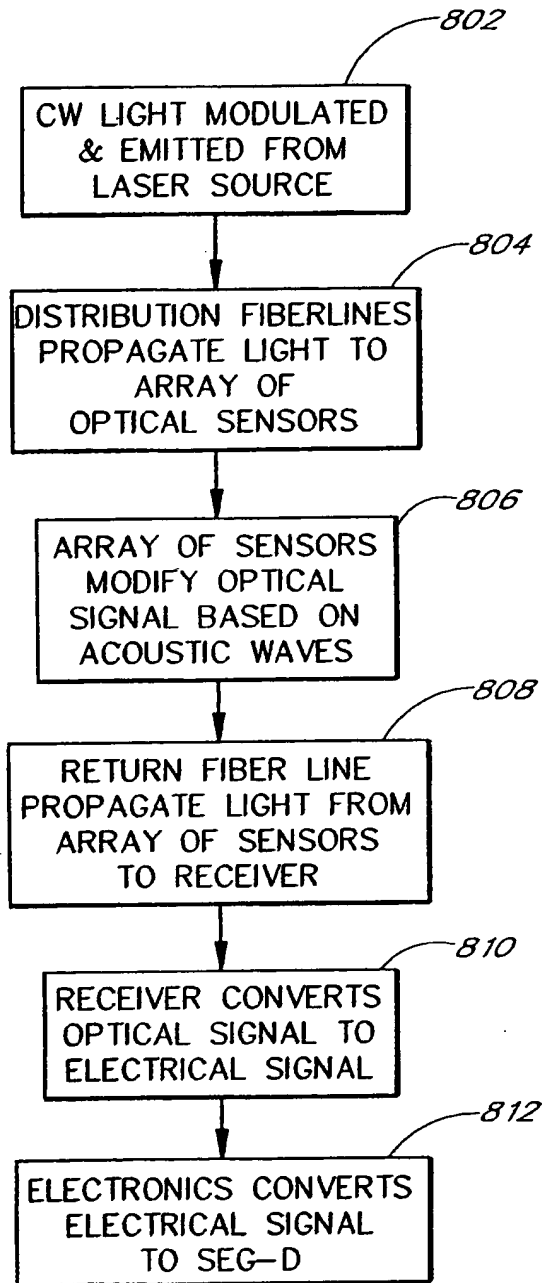 802
CW LIGHT MODULATED
& EMITTED FROM
LASER SOURCE
804
DISTRIBUTION FIBERLINES
PROPAGATE LIGHT TO
ARRAY OF
OPTICAL SENSORS
806
ARRAY OF SENSORS
MODIFY OPTICAL
SIGNAL BASED ON
ACOUSTIC WAVES
808
RETURN FIBER LINE
PROPAGATE LIGHT FROM
ARRAY OF SENSORS
TO RECEIVER
810
RECEIVER CONVERTS
OPTICAL SIGNAL TO
ELECTRICAL SIGNAL
812
ELECTRONICS CONVERTS
ELECTRICAL SIGNAL
TO SEG-D